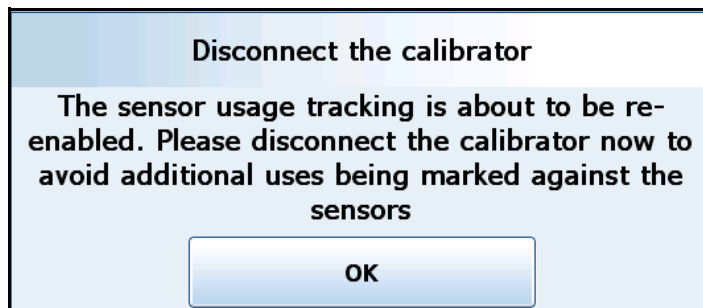 Disconnect the calibrator
The sensor usage tracking is about to be re-
enabled. Please disconnect the calibrator now to
avoid additional uses being marked against the
sensors
OK